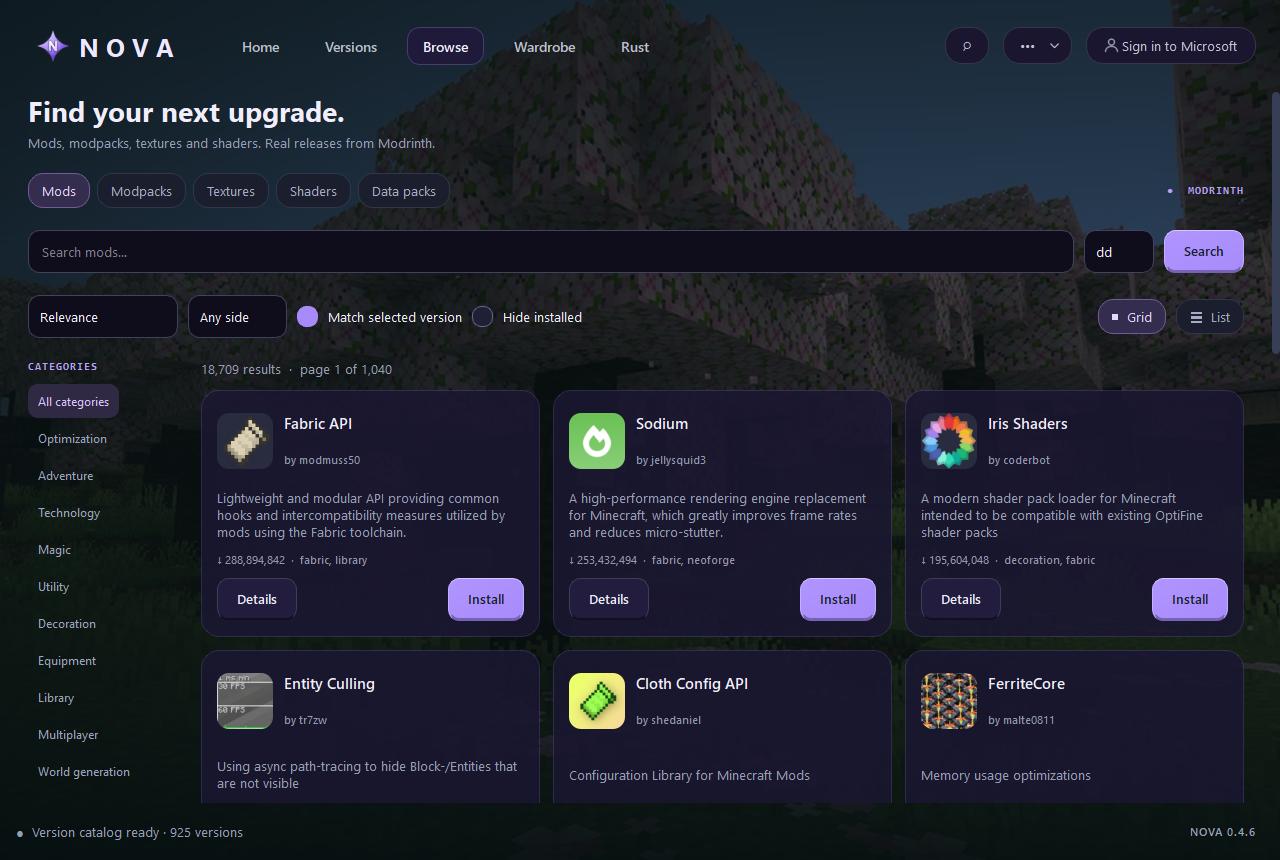 N NOVA
Home Versions Browse Wardrobe Rust
Sign in to Microsoft
Find your next upgrade.
Mods, modpacks, textures and shaders. Real releases from Modrinth.
Mods Modpacks Textures Shaders Data packs
• MODRINTH
Search mods...
dd
Search
Relevance
Any side
Match selected version
Hide installed
Grid
List
CATEGORIES
All categories
Optimization
Adventure
Technology
Magic
Utility
Decoration
Equipment
Library
Multiplayer
World generation
18,709 results · page 1 of 1,040
Fabric API
by modmuss50
Lightweight and modular API providing common
hooks and intercompatibility measures utilized by
mods using the Fabric toolchain.
↓ 288,894,842 · fabric, library
Details Install
Sodium
by jellysquid3
A high-performance rendering engine replacement
for Minecraft, which greatly improves frame rates
and reduces micro-stutter.
↓ 253,432,494 · fabric, neoforge
Details Install
Iris Shaders
by coderbot
A modern shader pack loader for Minecraft
intended to be compatible with existing OptiFine
shader packs
↓ 195,604,048 · decoration, fabric
Details Install
30 FPS
60 FPS
Entity Culling
by tr7zw
Using async path-tracing to hide Block-/Entities that
are not visible
Cloth Config API
by shedaniel
Configuration Library for Minecraft Mods
FerriteCore
by malte0811
Memory usage optimizations
• Version catalog ready · 925 versions
NOVA 0.4.6